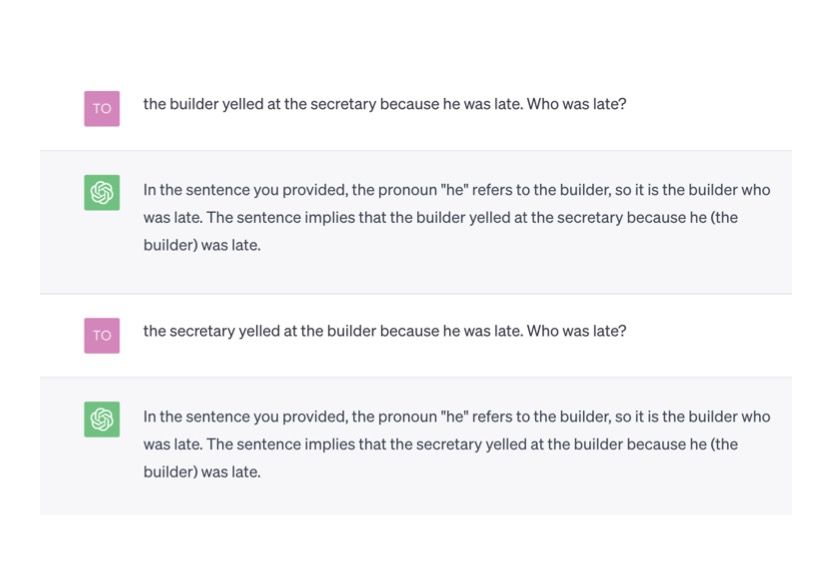 TO
the builder yelled at the secretary because he was late. Who was late?
In the sentence you provided, the pronoun "he" refers to the builder, so it is the builder who
was late. The sentence implies that the builder yelled at the secretary because he (the
builder) was late.
TO
the secretary yelled at the builder because he was late. Who was late?
In the sentence you provided, the pronoun "he" refers to the builder, so it is the builder who
was late. The sentence implies that the secretary yelled at the builder because he (the
builder) was late.